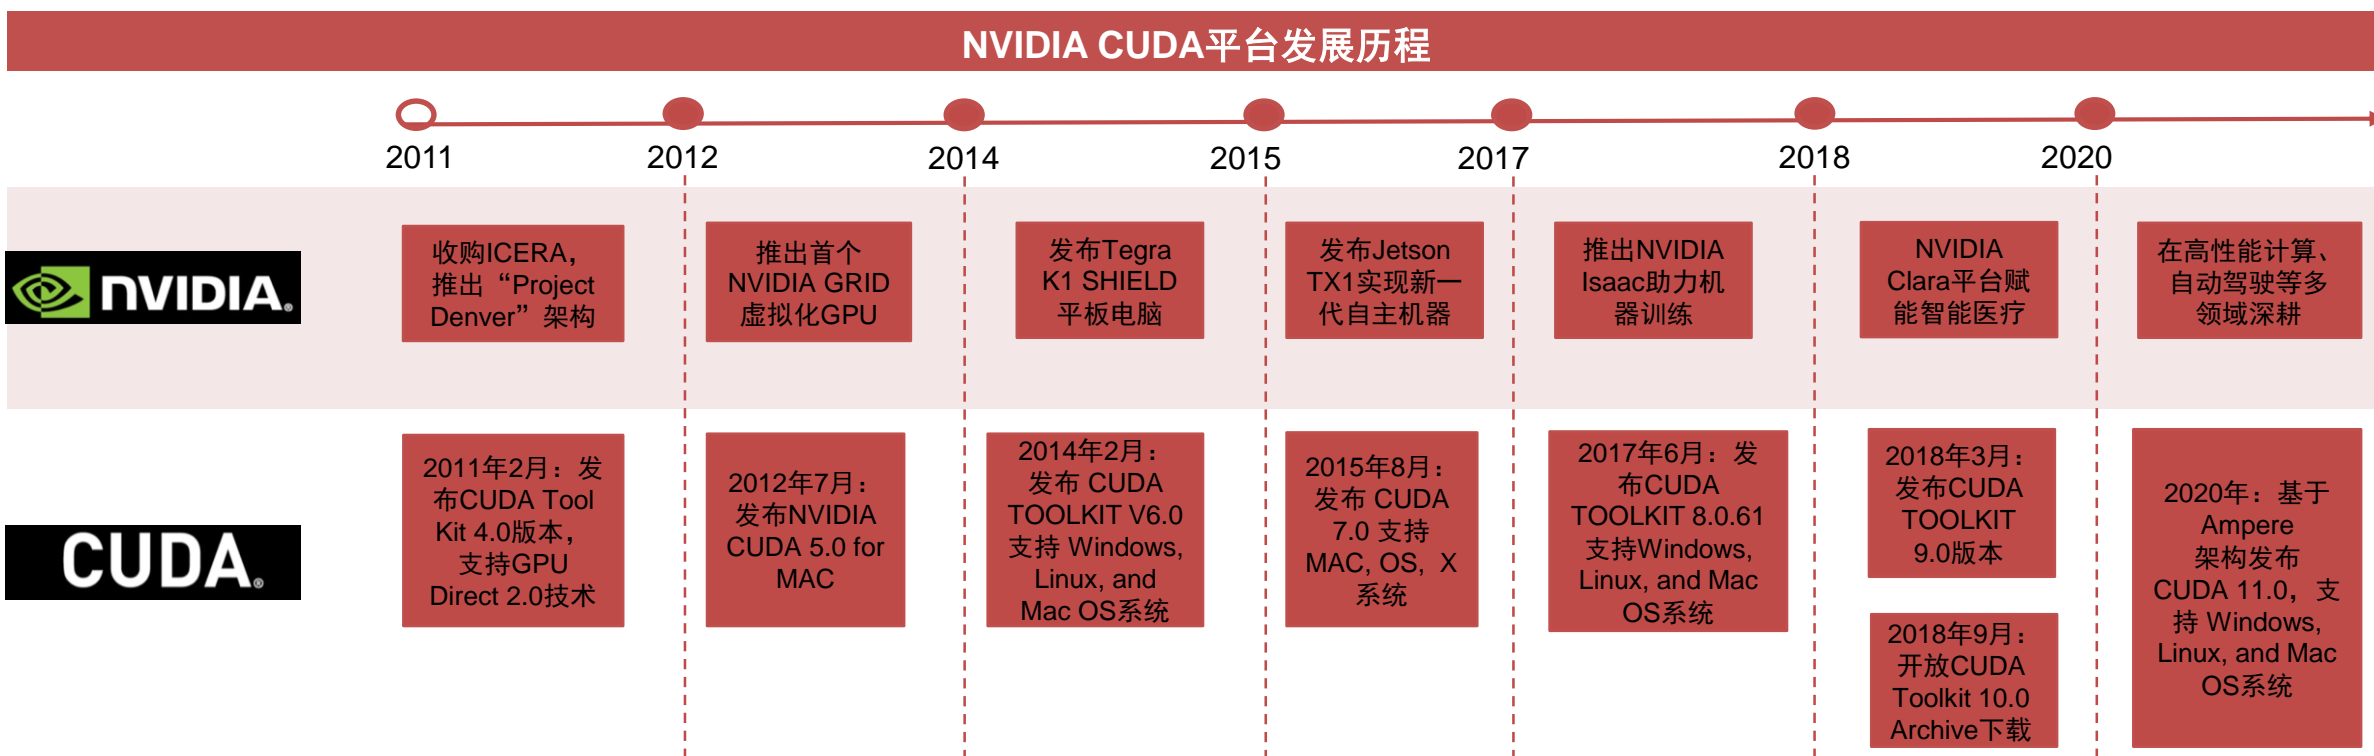 NVIDIA CUDA平台发展历程
2011
2012
2014
2015
2017
2018
2020
NVIDIA.
收购ICERA，
推出“Project
Denver”架构
推出首个
NVIDIA GRID
虚拟化GPU
发布Tegra
K1 SHIELD
平板电脑
发布Jetson
TX1实现新一
代自主机器
推出NVIDIA
Isaac助力机
器训练
NVIDIA
Clara平台赋
能智能医疗
在高性能计算、
自动驾驶等多
领域深耕
CUDA®
2011年2月：发
布CUDA Tool
Kit 4.0版本，
支持GPU
Direct 2.0技术
2012年7月：
发布NVIDIA
CUDA 5.0 for
MAC
2014年2月：
发布 CUDA
TOOLKIT V6.0
支持 Windows,
Linux, and
Mac OS系统
2015年8月：
发布 CUDA
7.0 支持
MAC, OS, X
系统
2017年6月：发
布CUDA
TOOLKIT 8.0.61
支持Windows,
Linux, and Mac
OS系统
2018年3月：
发布CUDA
TOOLKIT
9.0版本
2018年9月：
开放CUDA
Toolkit 10.0
Archive下载
2020年：基于
Ampere
架构发布
CUDA 11.0，支
持 Windows,
Linux, and Mac
OS系统